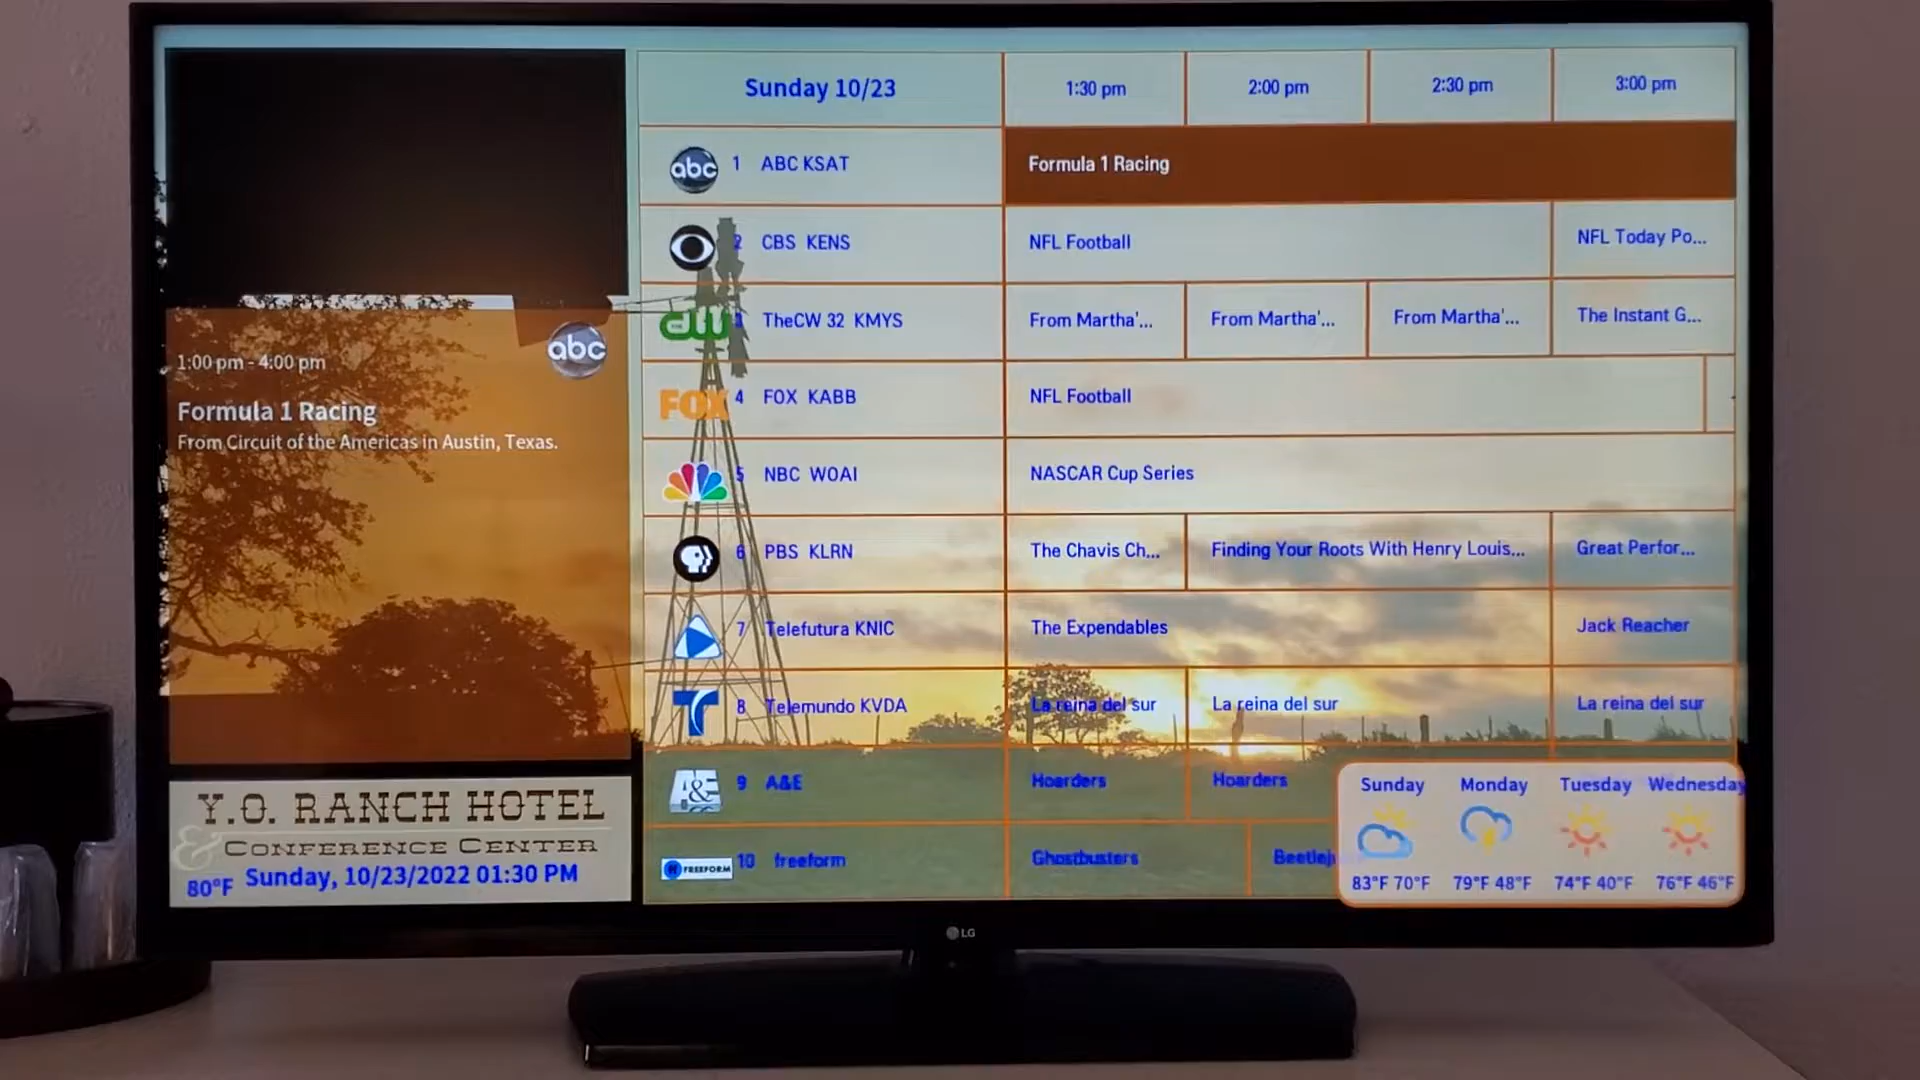 Sunday 10/23 1:30 pm 2:00 pm 2:30 pm 3:00 pm
abc 1 ABC KSAT Formula 1 Racing
2 CBS KENS NFL Football NFL Today Po...
THE CW 3 TheCW 32 KMYS From Martha'... From Martha'... From Martha'... The Instant G...
FOX 4 FOX KABB NFL Football
5 NBC WOAI NASCAR Cup Series
6 PBS KLRN The Chavis Ch... Finding Your Roots With Henry Louis... Great Perfor...
7 Telefutura KNIC The Expendables Jack Reacher
8 Telemundo KVDA La reina del sur La reina del sur La reina del sur
A&E 9 A&E Hoarders Hoarders
FREEFORM 10 freeform Ghostbusters Beetlej
abc
1:00 pm - 4:00 pm
Formula 1 Racing
From Circuit of the Americas in Austin, Texas.
Y.O. RANCH HOTEL
& CONFERENCE CENTER
80°F Sunday, 10/23/2022 01:30 PM
Sunday Monday Tuesday Wednesday
83°F 70°F 79°F 48°F 74°F 40°F 76°F 46°F
LG